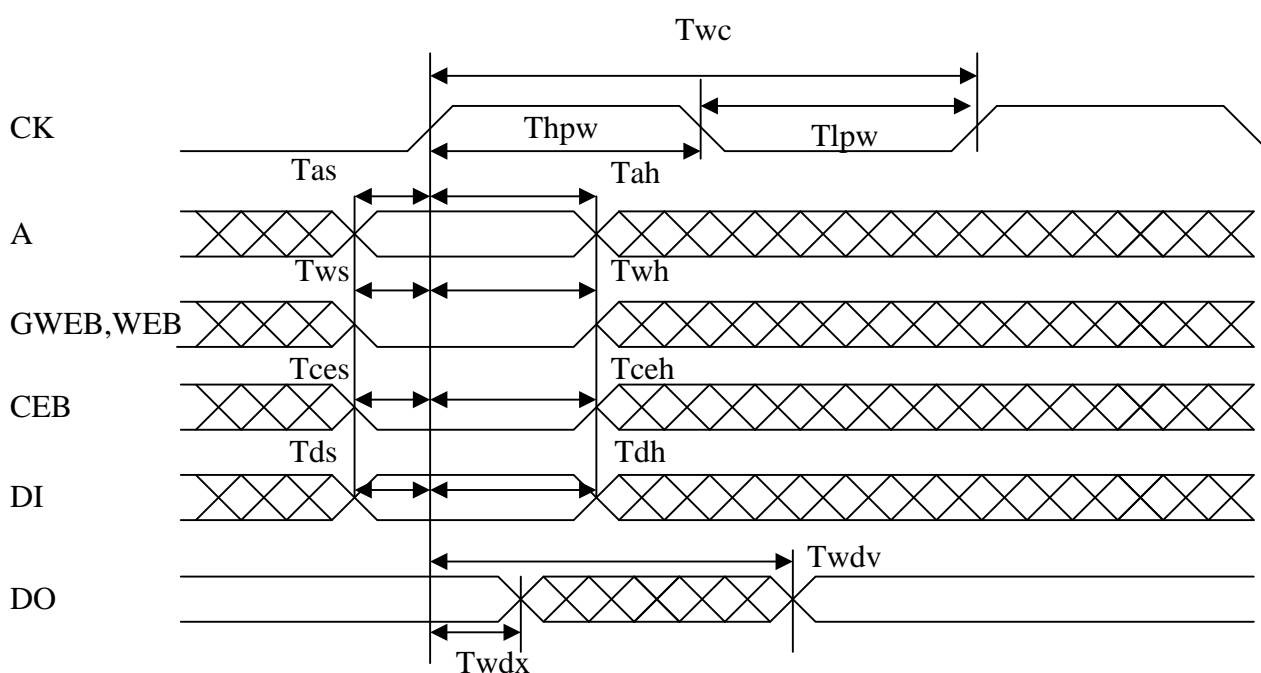 Twc
CK
Thpw
Tlpw
Tas
Tah
A
Tws
Twh
GWEB,WEB
Tces
Tceh
CEB
Tds
Tdh
DI
Twdv
DO
Twdx